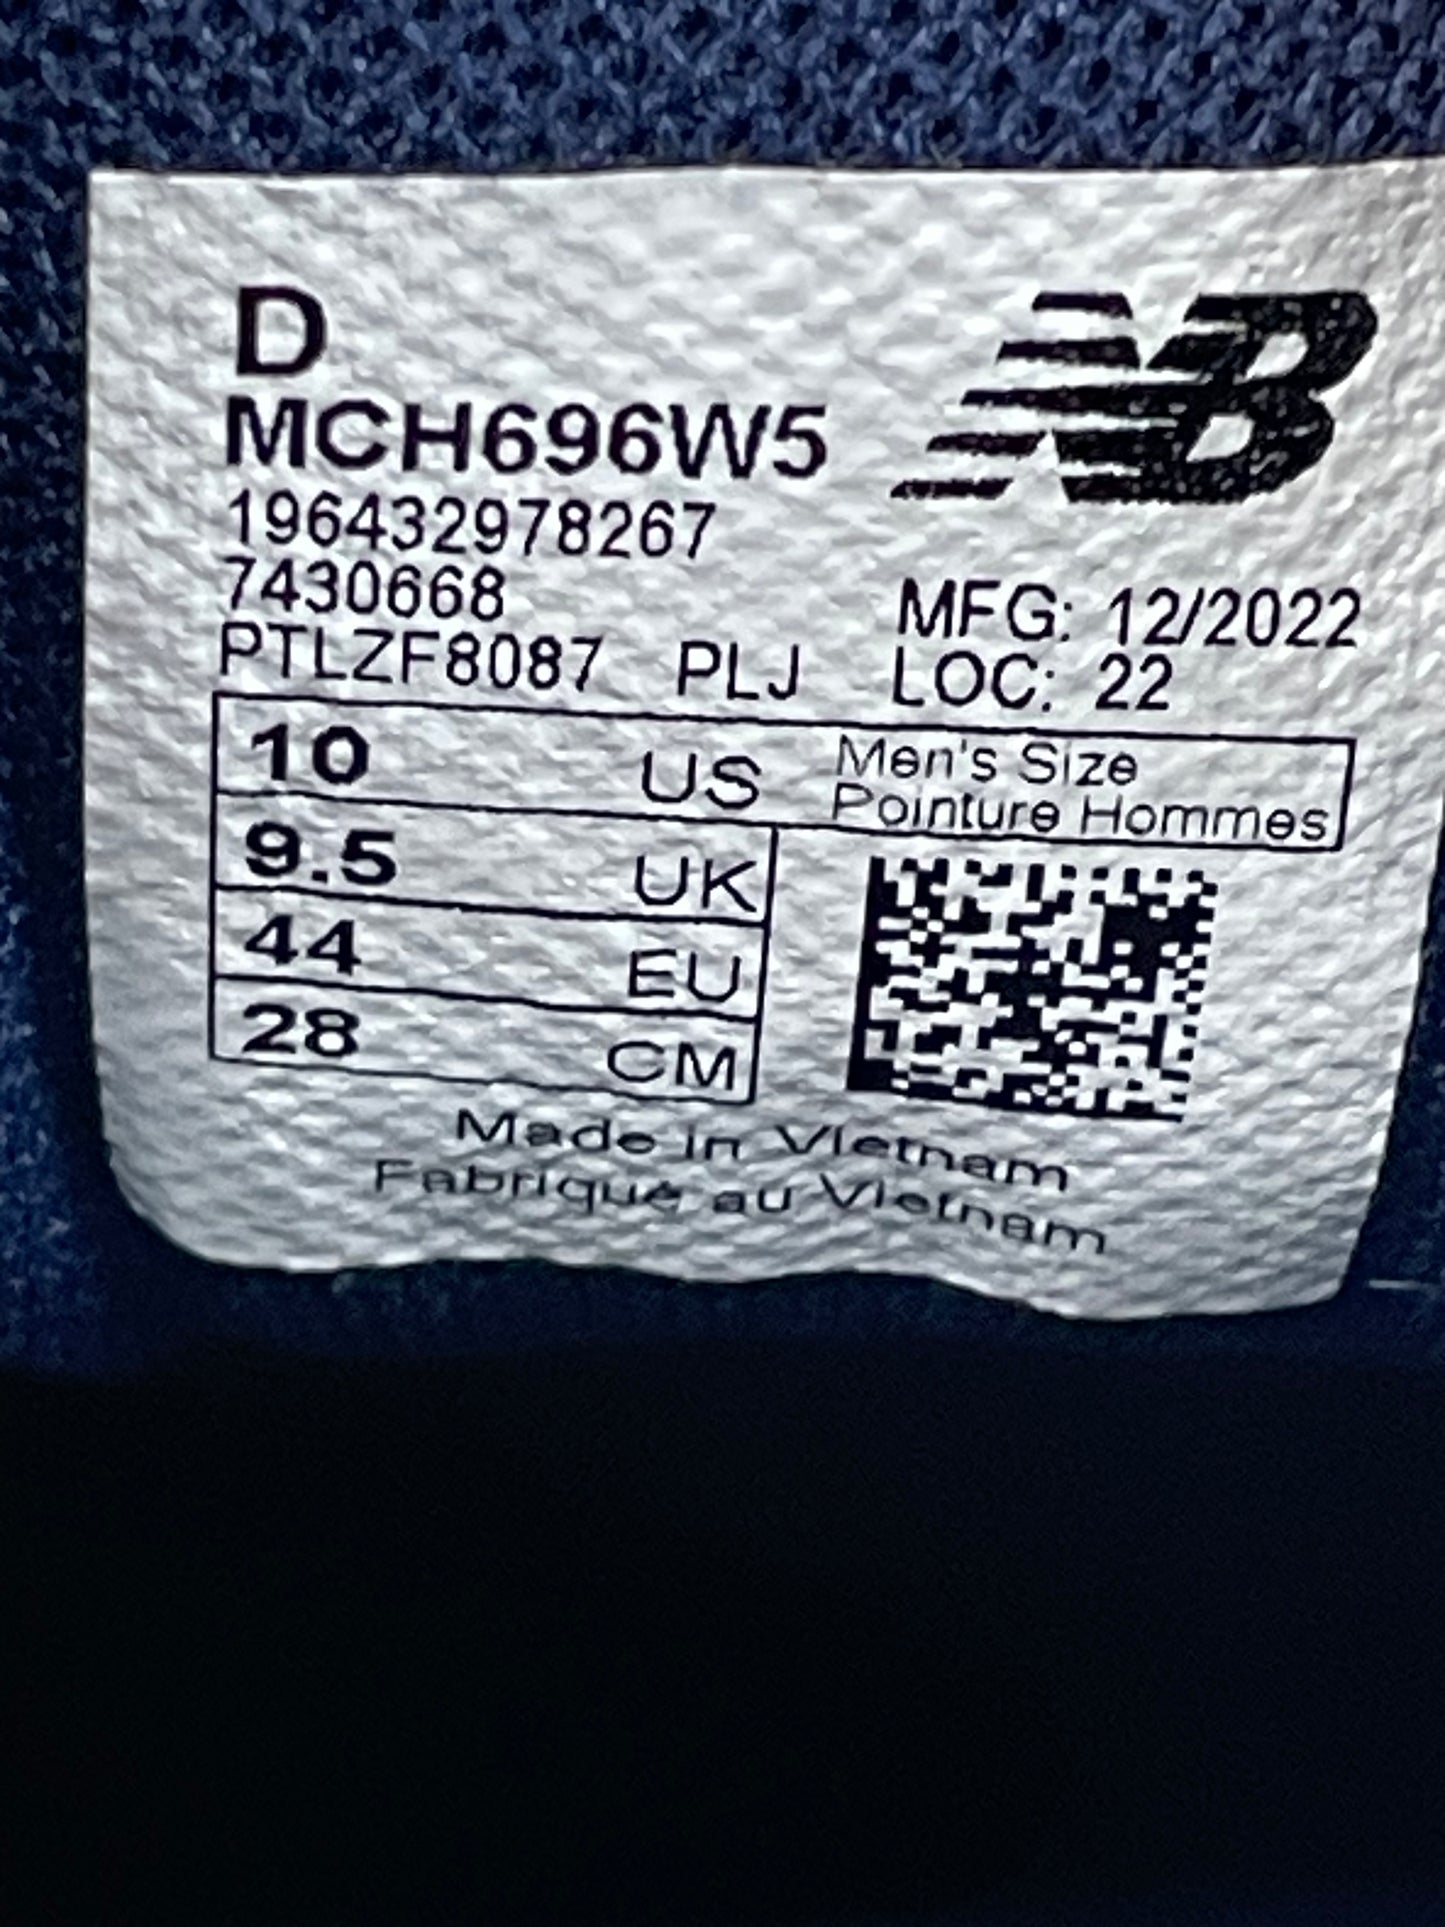 D
NB
MCH696W5
196432978267
7430668
MFG: 12/2022
PTLZF8087 PLJ
LOC: 22
10 US Men's Size
Pointure Hommes
9.5 UK
44 EU
28 CM
Made in Vietnam
Fabriqué au Vietnam